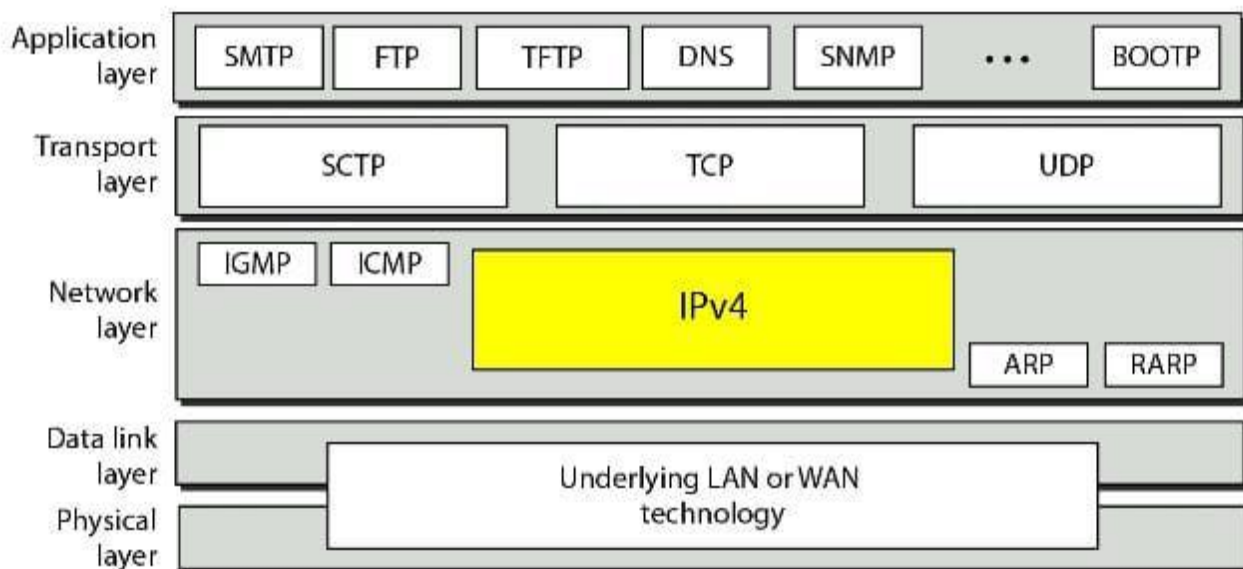 Application
layer
SMTP FTP TFTP DNS SNMP ... BOOTP
Transport
layer
SCTP TCP UDP
Network
layer
IGMP ICMP
IPv4
ARP RARP
Data link
layer
Underlying LAN or WAN
technology
Physical
layer